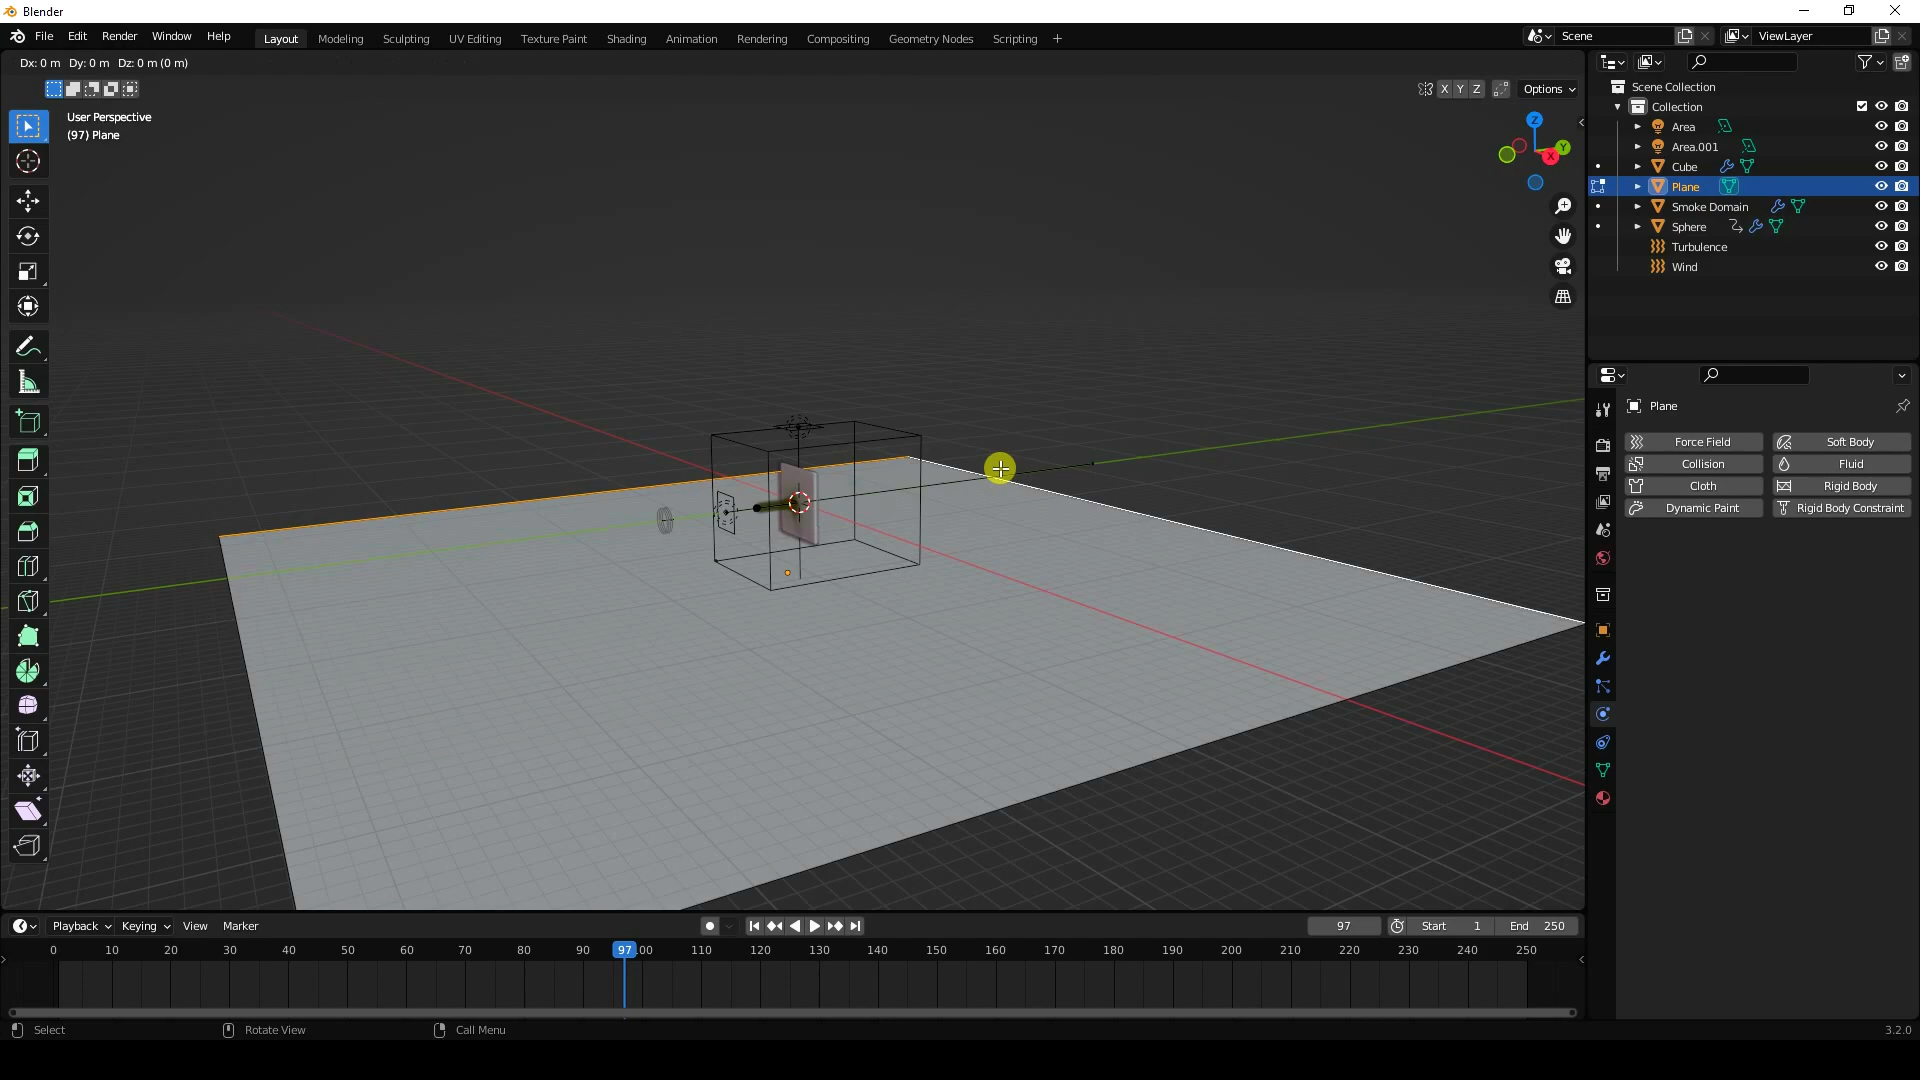 Blender
File Edit Render Window Help Layout Modeling Sculpting UV Editing Texture Paint Shading Animation Rendering Compositing Geometry Nodes Scripting + Scene ViewLayer
Dx: 0 m Dy: 0 m Dz: 0 m (0 m)
X Y Z Options
User Perspective
(97) Plane
Z
Y
X
Scene Collection
Collection
Area
Area.001
Cube
Plane
Smoke Domain
Sphere
Turbulence
Wind
Plane
Force Field Soft Body
Collision Fluid
Cloth Rigid Body
Dynamic Paint Rigid Body Constraint
Playback Keying View Marker 97 Start 1 End 250
0 10 20 30 40 50 60 70 80 90 97 00 110 120 130 140 150 160 170 180 190 200 210 220 230 240 250
Select Rotate View Call Menu 3.2.0